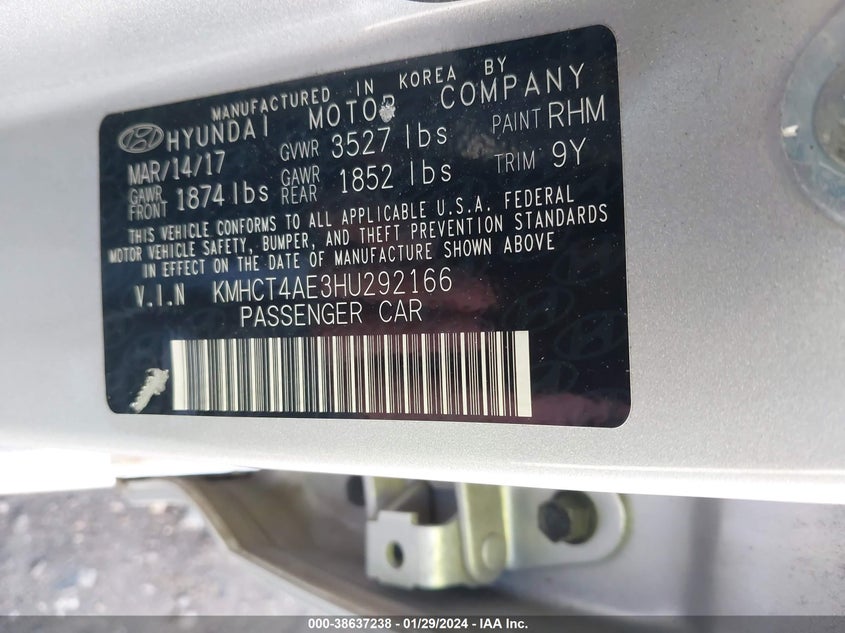 MANUFACTURED IN KOREA BY
HYUNDAI MOTOR COMPANY
MAR/14/17 GVWR 3527 lbs PAINT RHM
GAWR FRONT 1874 lbs GAWR REAR 1852 lbs TRIM 9Y
THIS VEHICLE CONFORMS TO ALL APPLICABLE U.S.A. FEDERAL
MOTOR VEHICLE SAFETY, BUMPER, AND THEFT PREVENTION STANDARDS
IN EFFECT ON THE DATE OF MANUFACTURE SHOWN ABOVE
V.I.N KMHCT4AE3HU292166
PASSENGER CAR
000-38637238 - 01/29/2024 - IAA Inc.